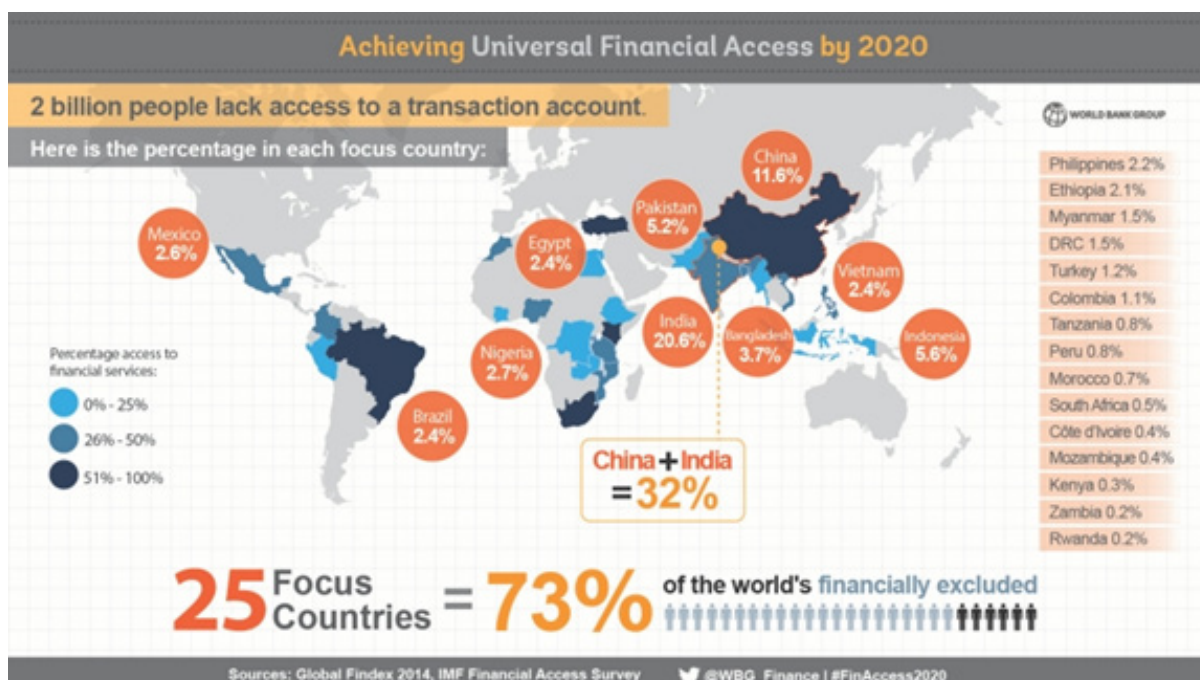 Achieving Universal Financial Access by 2020
2 billion people lack access to a transaction account.
Here is the percentage in each focus country:
WORLD BANK GROUP
China
11.6%
Pakistan
5.2%
Mexico
2.6%
Egypt
2.4%
Vietnam
2.4%
India
20.6%
Bangladesh
3.7%
Indonesia
5.6%
Nigeria
2.7%
Brazil
2.4%
Percentage access to
financial services:
0% - 25%
26% - 50%
51% - 100%
China + India
= 32%
Philippines 2.2%
Ethiopia 2.1%
Myanmar 1.5%
DRC 1.5%
Turkey 1.2%
Colombia 1.1%
Tanzania 0.8%
Peru 0.8%
Morocco 0.7%
South Africa 0.5%
Côte d'Ivoire 0.4%
Mozambique 0.4%
Kenya 0.3%
Zambia 0.2%
Rwanda 0.2%
25 Focus Countries = 73% of the world's financially excluded
Sources: Global Findex 2014, IMF Financial Access Survey @WBG_Finance | #FinAccess2020